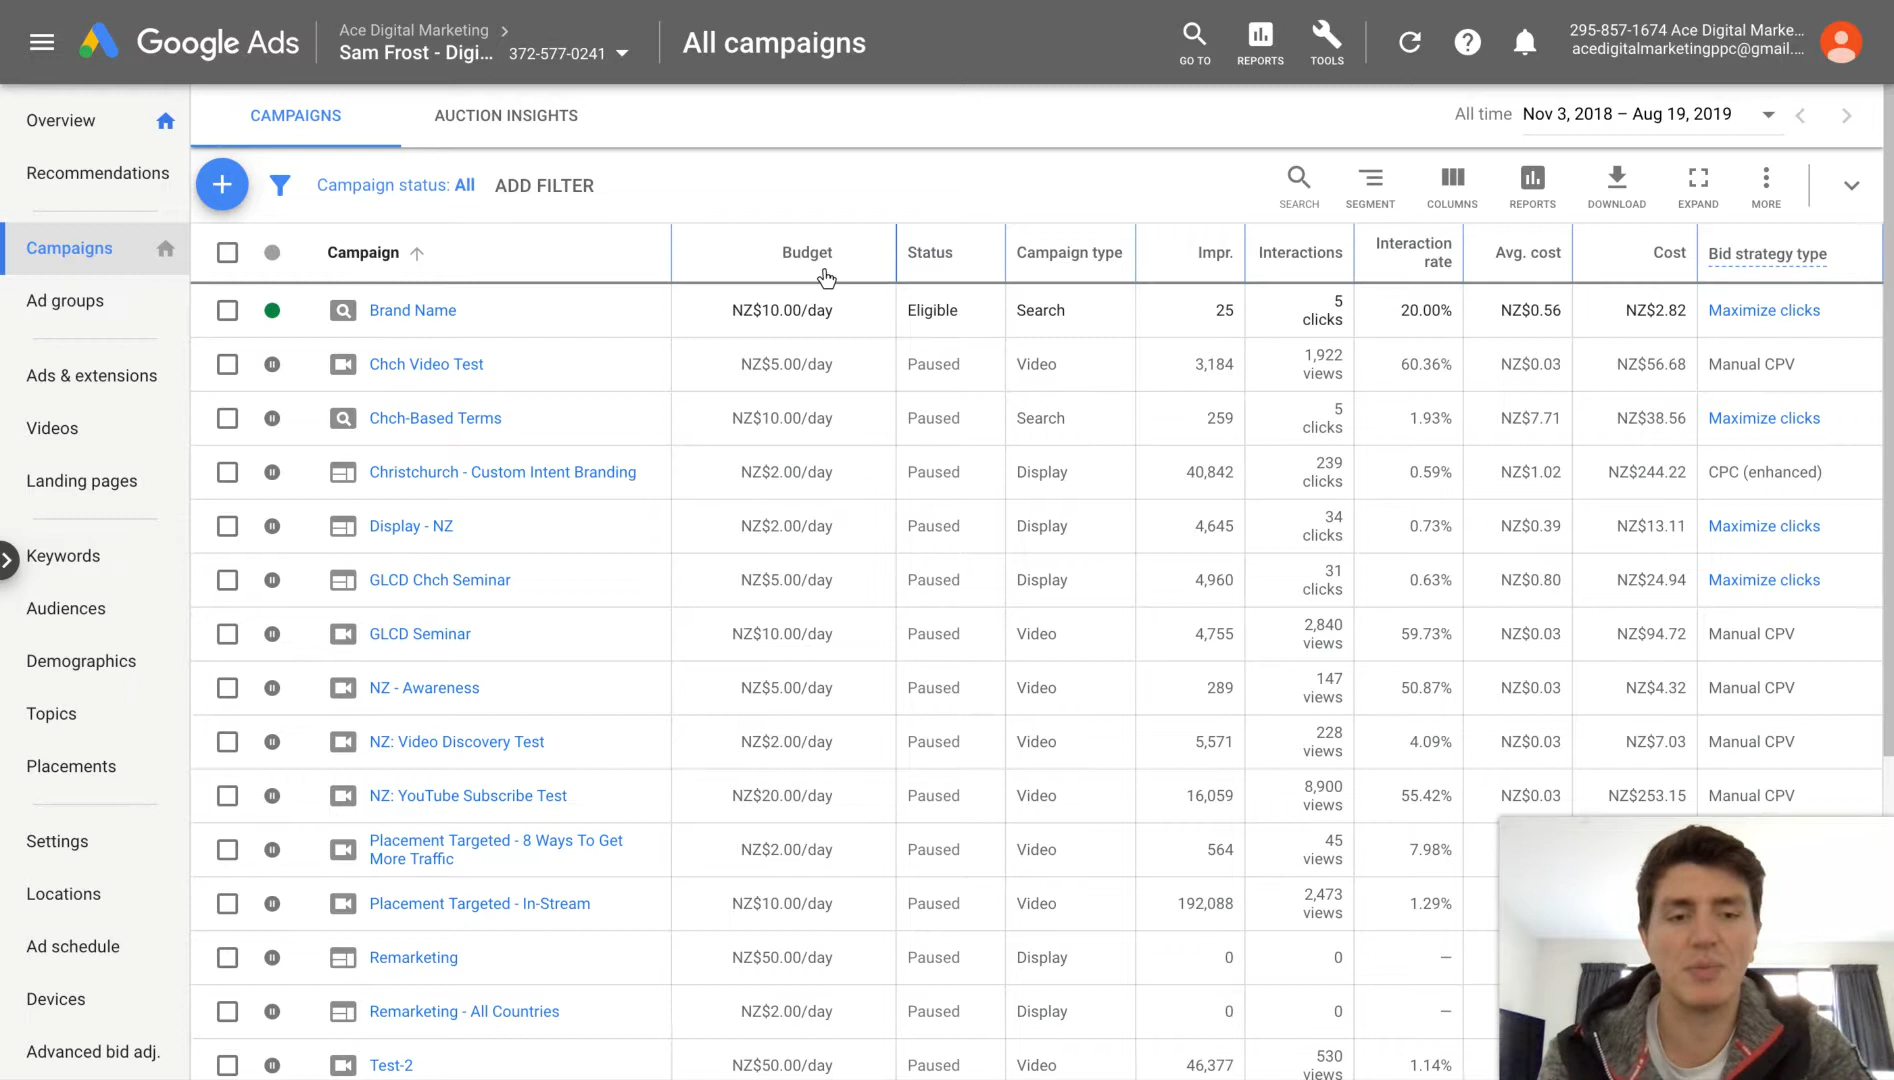 Google Ads
Ace Digital Marketing
Sam Frost - Digi... 372-577-0241
All campaigns
GO TO
REPORTS
TOOLS
295-857-1674 Ace Digital Marke...
acedigitalmarketingppc@gmail....
Overview
Recommendations
Campaigns
Ad groups
Ads & extensions
Videos
Landing pages
Keywords
Audiences
Demographics
Topics
Placements
Settings
Locations
Ad schedule
Devices
Advanced bid adj.
CAMPAIGNS
AUCTION INSIGHTS
All time Nov 3, 2018 – Aug 19, 2019
Campaign status: All ADD FILTER
SEARCH
SEGMENT
COLUMNS
REPORTS
DOWNLOAD
EXPAND
MORE
Campaign Budget Status Campaign type Impr. Interactions Interaction rate Avg. cost Cost Bid strategy type
Brand Name NZ$10.00/day Eligible Search 25 5 clicks 20.00% NZ$0.56 NZ$2.82 Maximize clicks
Chch Video Test NZ$5.00/day Paused Video 3,184 1,922 views 60.36% NZ$0.03 NZ$56.68 Manual CPV
Chch-Based Terms NZ$10.00/day Paused Search 259 5 clicks 1.93% NZ$7.71 NZ$38.56 Maximize clicks
Christchurch - Custom Intent Branding NZ$2.00/day Paused Display 40,842 239 clicks 0.59% NZ$1.02 NZ$244.22 CPC (enhanced)
Display - NZ NZ$2.00/day Paused Display 4,645 34 clicks 0.73% NZ$0.39 NZ$13.11 Maximize clicks
GLCD Chch Seminar NZ$5.00/day Paused Display 4,960 31 clicks 0.63% NZ$0.80 NZ$24.94 Maximize clicks
GLCD Seminar NZ$10.00/day Paused Video 4,755 2,840 views 59.73% NZ$0.03 NZ$94.72 Manual CPV
NZ - Awareness NZ$5.00/day Paused Video 289 147 views 50.87% NZ$0.03 NZ$4.32 Manual CPV
NZ: Video Discovery Test NZ$2.00/day Paused Video 5,571 228 views 4.09% NZ$0.03 NZ$7.03 Manual CPV
NZ: YouTube Subscribe Test NZ$20.00/day Paused Video 16,059 8,900 views 55.42% NZ$0.03 NZ$253.15 Manual CPV
Placement Targeted - 8 Ways To Get More Traffic NZ$2.00/day Paused Video 564 45 views 7.98%
Placement Targeted - In-Stream NZ$10.00/day Paused Video 192,088 2,473 views 1.29%
Remarketing NZ$50.00/day Paused Display 0 0 –
Remarketing - All Countries NZ$2.00/day Paused Display 0 0 –
Test-2 NZ$50.00/day Paused Video 46,377 530 views 1.14%